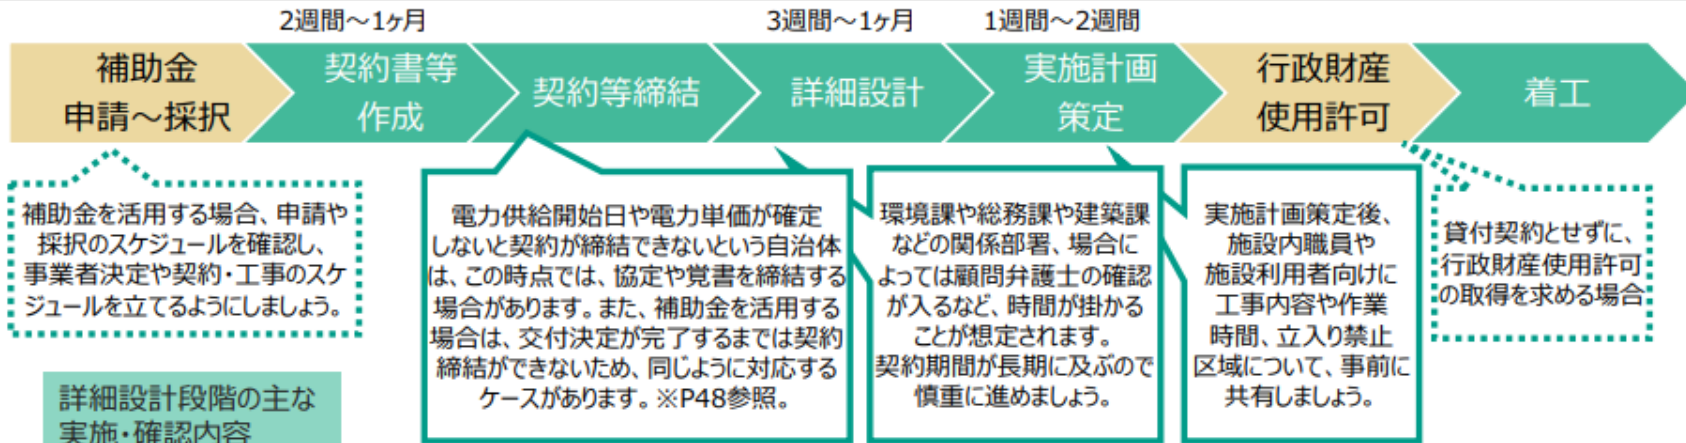 2週間～1ヶ月
3週間～1ヶ月
1週間～2週間
補助金
申請～採択
契約書等
作成
契約等締結
詳細設計
実施計画
策定
行政財産
使用許可
着工
補助金を活用する場合、申請や
採択のスケジュールを確認し、
事業者決定や契約・工事のスケ
ジュールを立てるようにしましょう。
電力供給開始日や電力単価が確定
しないと契約が締結できないという自治体
は、この時点では、協定や覚書を締結する
場合があります。また、補助金を活用する
場合は、交付決定が完了するまでは契約
締結ができないため、同じように対応する
ケースがあります。※P48参照。
環境課や総務課や建築課
などの関係部署、場合に
よっては顧問弁護士の確認
が入るなど、時間が掛かる
ことが想定されます。
契約期間が長期に及ぶので
慎重に進めましょう。
実施計画策定後、
施設内職員や
施設利用者向けに
工事内容や作業
時間、立入り禁止
区域について、事前に
共有しましょう。
貸付契約とせずに、
行政財産使用許可
の取得を求める場合
詳細設計段階の主な
実施・確認内容